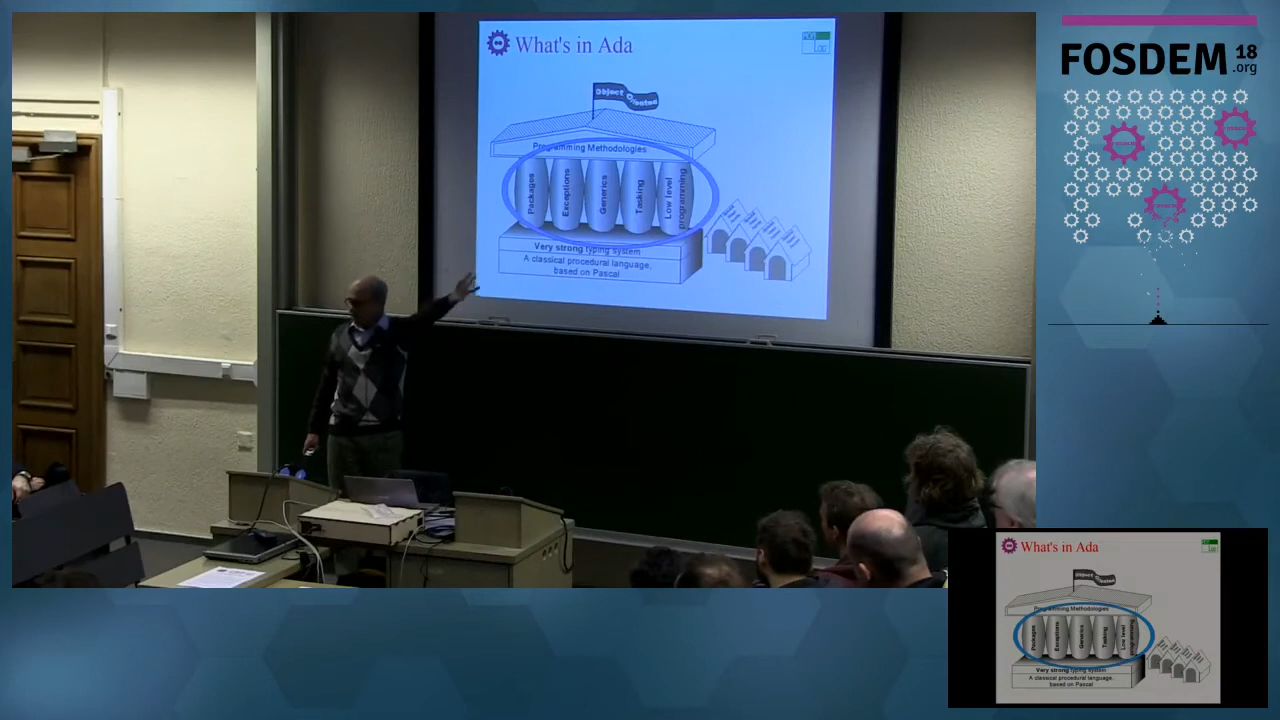 What's in Ada
Object Oriented
Programming Methodologies
Packages
Exceptions
Generics
Tasking
Low level
programming
Very strong typing system
A classical procedural language,
based on Pascal
FOSDEM 18
.org
What's in Ada
Object Oriented
Programming Methodologies
Packages
Exceptions
Generics
Tasking
Low level
programming
Very strong typing system
A classical procedural language,
based on Pascal